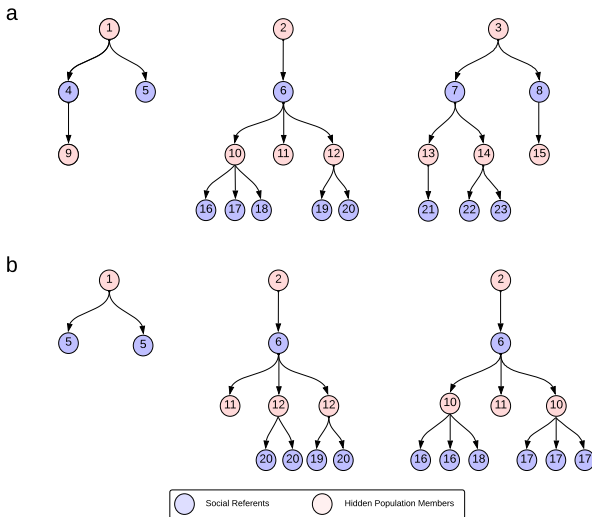 a
1 2 3
4 5 6 7 8
9 10 11 12 13 14 15
16 17 18 19 20 21 22 23
b
1 2 2
5 5 6 6
11 12 12 10 11 10
20 20 19 20 16 16 18 17 17 17
Social Referents Hidden Population Members